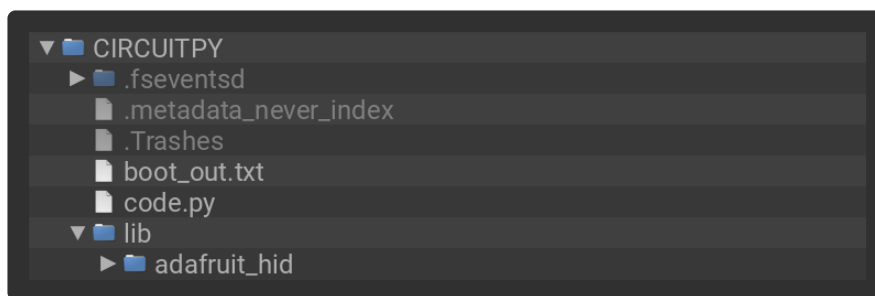 CIRCUITPY
.fseventsd
.metadata_never_index
.Trashes
boot_out.txt
code.py
lib
adafruit_hid